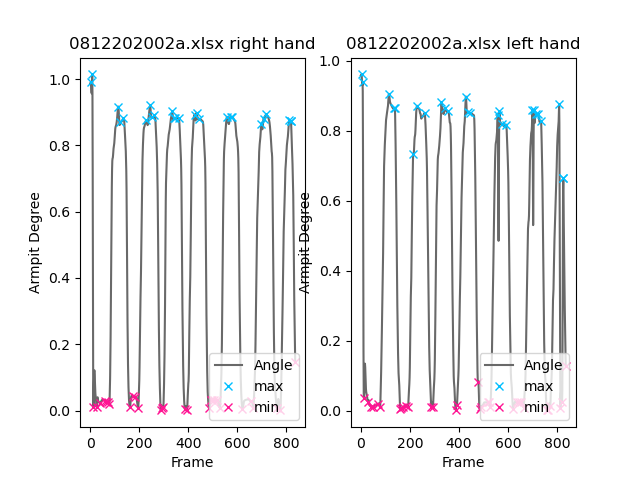 0812202002a.xlsx right hand
1.0
0.8
0.6
0.4
0.2
0.0
Armpit Degree
0 200 400 600 800
Frame
Angle
max
min
0812202002a.xlsx left hand
1.0
0.8
0.6
0.4
0.2
0.0
Armpit Degree
0 200 400 600 800
Frame
Angle
max
min